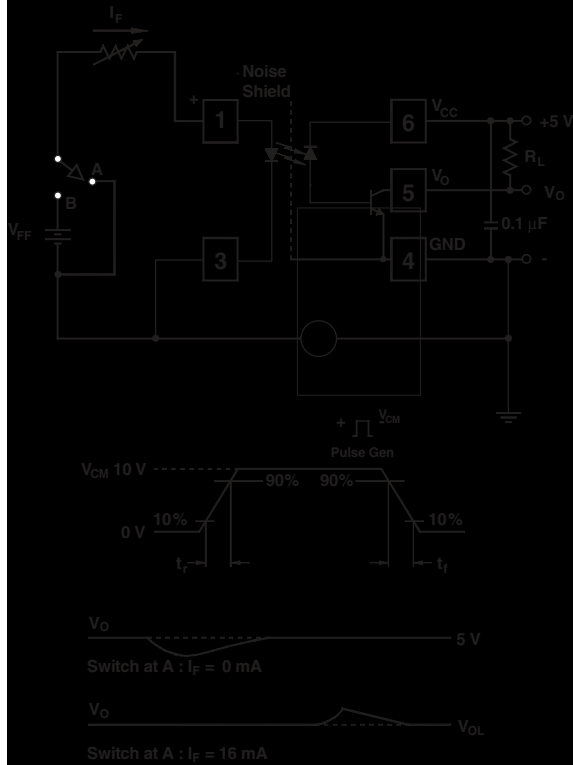 I_F
Noise
Shield
+
1
6
V_CC
+5 V
R_L
A
B
5
V_O
V_O
V_FF
0.1 μF
3
4
GND
-
+
V_CM
-
Pulse Gen
V_CM 10 V
90%
90%
10%
10%
0 V
t_r
t_f
V_O
5 V
Switch at A : I_F = 0 mA
V_O
V_OL
Switch at A : I_F = 16 mA